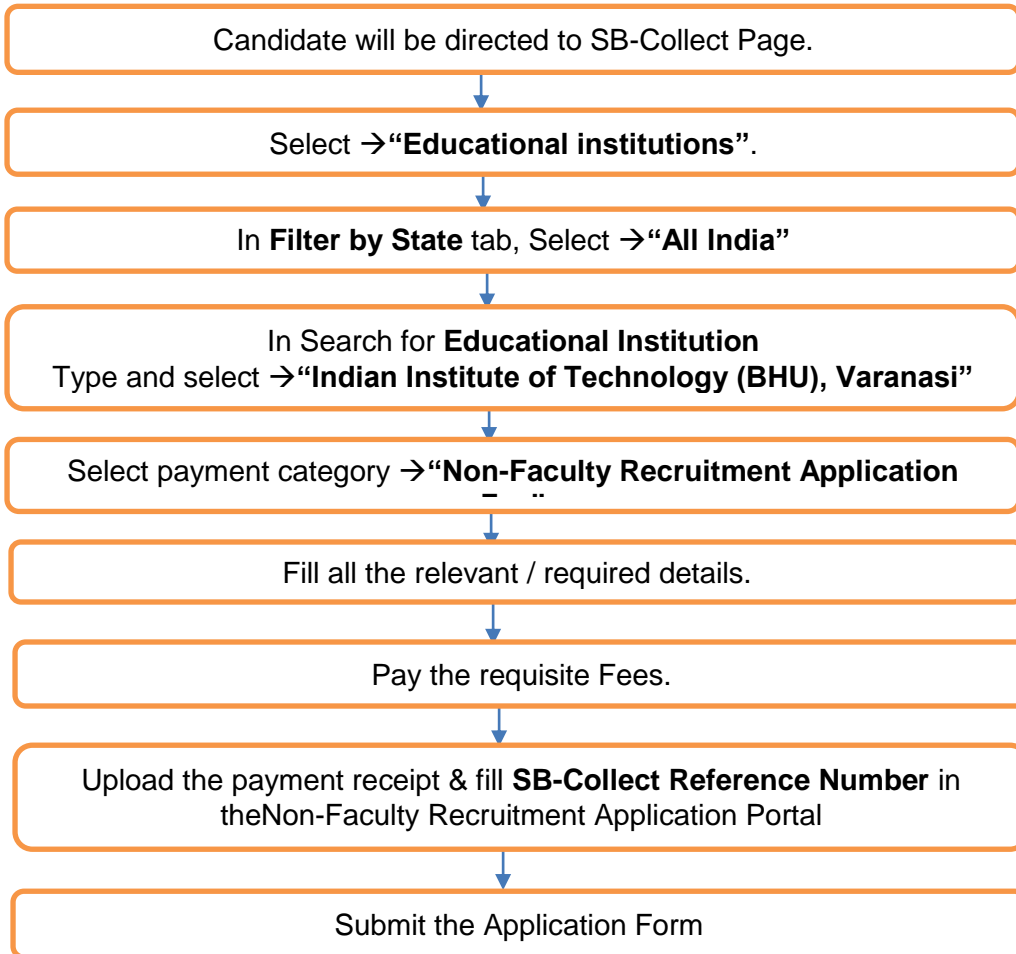 Candidate will be directed to SB-Collect Page.
Select →“Educational institutions”.
In Filter by State tab, Select →“All India”
In Search for Educational Institution
Type and select →“Indian Institute of Technology (BHU), Varanasi”
Select payment category →“Non-Faculty Recruitment Application
Fill all the relevant / required details.
Pay the requisite Fees.
Upload the payment receipt & fill SB-Collect Reference Number in
theNon-Faculty Recruitment Application Portal
Submit the Application Form